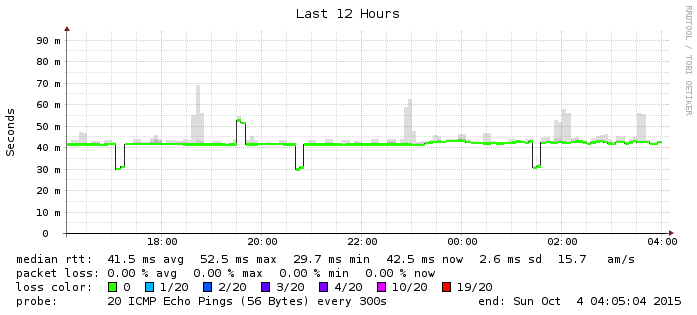 Last 12 Hours
RRDTOOL / TOBI OETIKER
Seconds
90 m
80 m
70 m
60 m
50 m
40 m
30 m
20 m
10 m
0
18:00 20:00 22:00 00:00 02:00 04:00
median rtt: 41.5 ms avg 52.5 ms max 29.7 ms min 42.5 ms now 2.6 ms sd 15.7 am/s
packet loss: 0.00 % avg 0.00 % max 0.00 % min 0.00 % now
loss color: 0 1/20 2/20 3/20 4/20 10/20 19/20
probe: 20 ICMP Echo Pings (56 Bytes) every 300s end: Sun Oct 4 04:05:04 2015